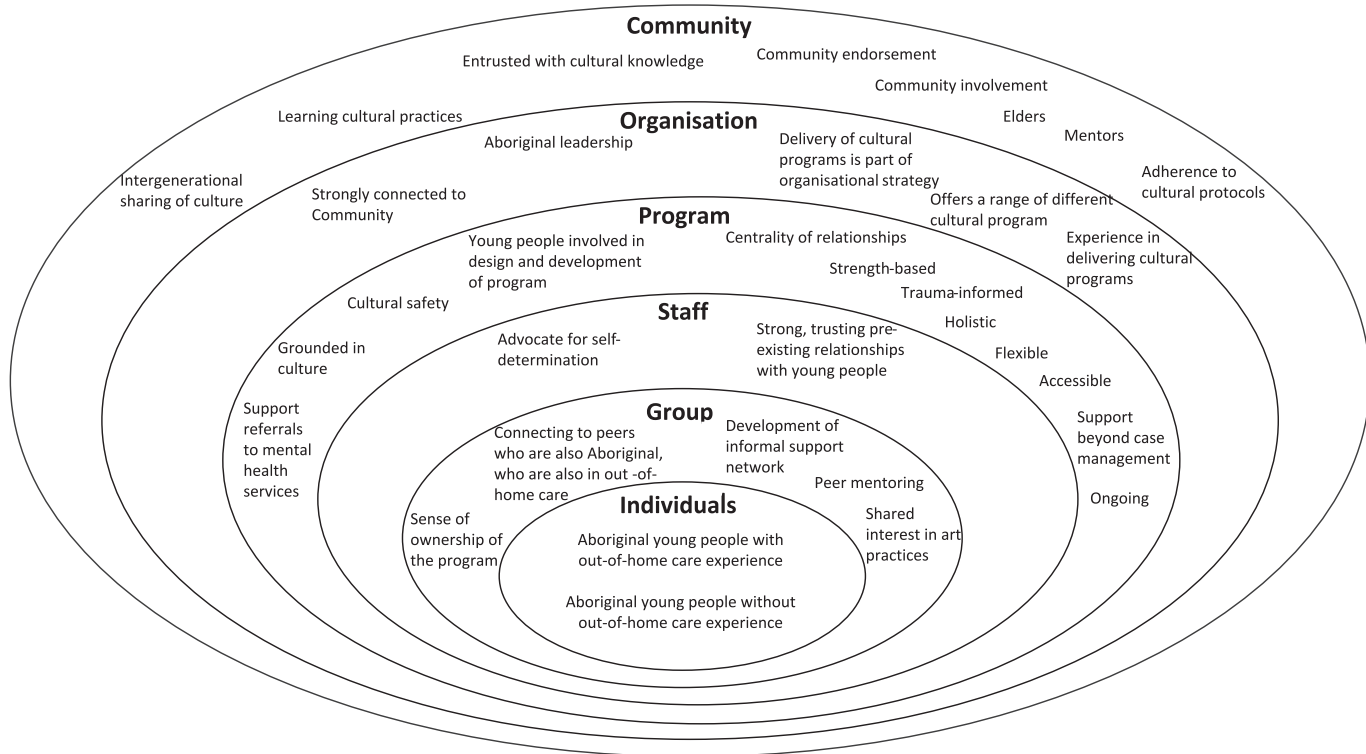 Community
Entrusted with cultural knowledge
Community endorsement
Community involvement
Learning cultural practices
Elders
Mentors
Intergenerational
sharing of culture
Adherence to
cultural protocols
Organisation
Aboriginal leadership
Delivery of cultural
programs is part of
organisational strategy
Strongly connected to
Community
Offers a range of different
cultural program
Experience in
delivering cultural
programs
Program
Young people involved in
design and development
of program
Centrality of relationships
Strength-based
Trauma-informed
Cultural safety
Holistic
Grounded in
culture
Flexible
Accessible
Support
referrals
to mental
health
services
Support
beyond case
management
Ongoing
Staff
Advocate for self-
determination
Strong, trusting pre-
existing relationships
with young people
Group
Connecting to peers
who are also Aboriginal,
who are also in out -of-
home care
Development of
informal support
network
Peer mentoring
Sense of
ownership of
the program
Shared
interest in art
practices
Individuals
Aboriginal young people with
out-of-home care experience
Aboriginal young people without
out-of-home care experience